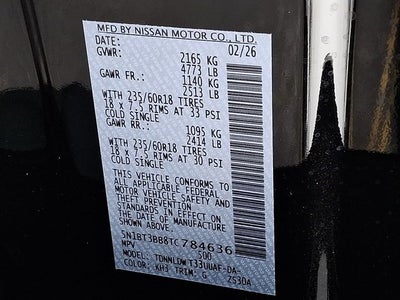 MFD BY NISSAN MOTOR CO., LTD.
DATE: 02/26
GVWR: 2165 KG
4773 LB
GAWR FR.: 1140 KG
2513 LB
WITH 235/60R18 TIRES
18 x 7.5 RIMS AT 33 PSI
COLD SINGLE
GAWR RR.: 1095 KG
2414 LB
WITH 235/60R18 TIRES
18 x 7.5 RIMS AT 30 PSI
COLD SINGLE
THIS VEHICLE CONFORMS TO
ALL APPLICABLE FEDERAL
MOTOR VEHICLE SAFETY AND
THEFT PREVENTION
STANDARDS IN EFFECT ON
THE DATE OF MANUFACTURE
SHOWN ABOVE.
5N1BT3BB8TC784636
MPV 500
MODEL: TDNNLDWT33UUAF-DA-
COLOR: KH3 TRIM: G 2530A